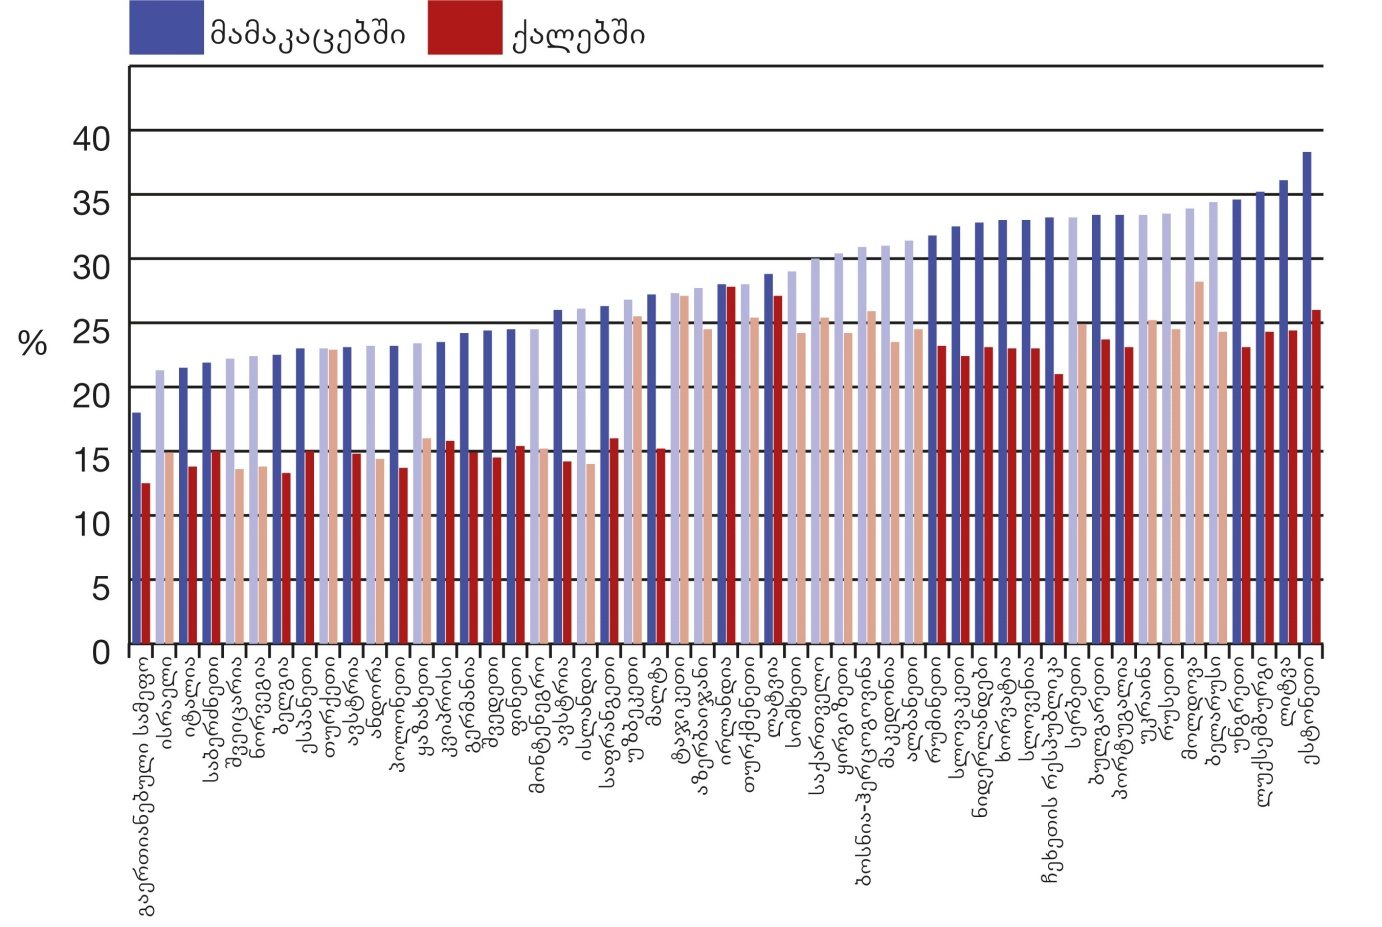 მამაკაცებში
ქალებში
40
35
30
25
20
15
10
5
0
%
გაერთიანებული სამეფო
ისრაელი
იტალია
საბერძნეთი
შვეიცარია
ნორვეგია
ბელგია
ესპანეთი
თურქეთი
ავსტრია
ანდორა
პოლონეთი
ყაზახეთი
კვიპროსი
გერმანია
შვედეთი
ფინეთი
მონტენეგრო
ავსტრია
ისლანდია
საფრანგეთი
უზბეკეთი
მალტა
ტაჯიკეთი
აზერბაიჯანი
ირლანდია
თურქმენეთი
ლატვია
სომხეთი
საქართველო
ყირგიზეთი
ბოსნია-ჰერცოგოვინა
მაკედონია
ალბანეთი
რუმინეთი
სლოვაკეთი
ნიდერლანდები
ხორვატია
სლოვენია
ჩეხეთის რესპუბლიკა
სერბეთი
ბულგარეთი
პორტუგალია
უკრაინა
რუსეთი
მოლდოვა
ბელარუსი
უნგრეთი
ლუქსემბურგი
ლიტვა
ესტონეთი